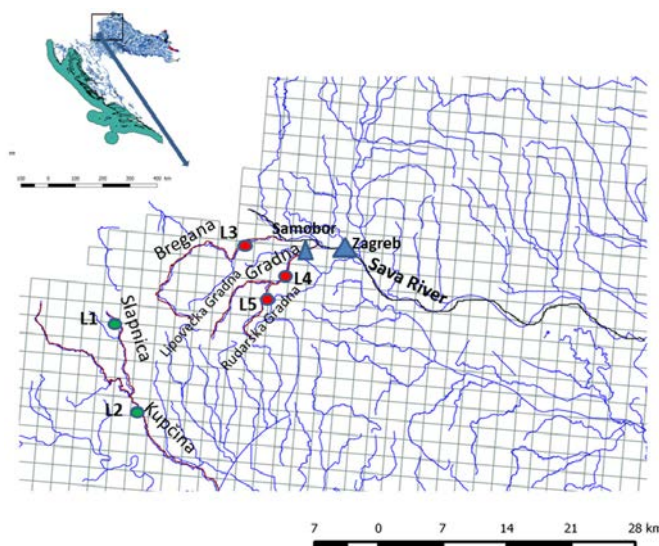 100 0 100 200 300 400 km
Samobor
L3
Bregana
Zagreb
Gradna
Lipovečka Gradna
L4
Sava River
L5
Rudarska Gradna
L1
Slapnica
L2
Kupčina
7 0 7 14 21 28 km